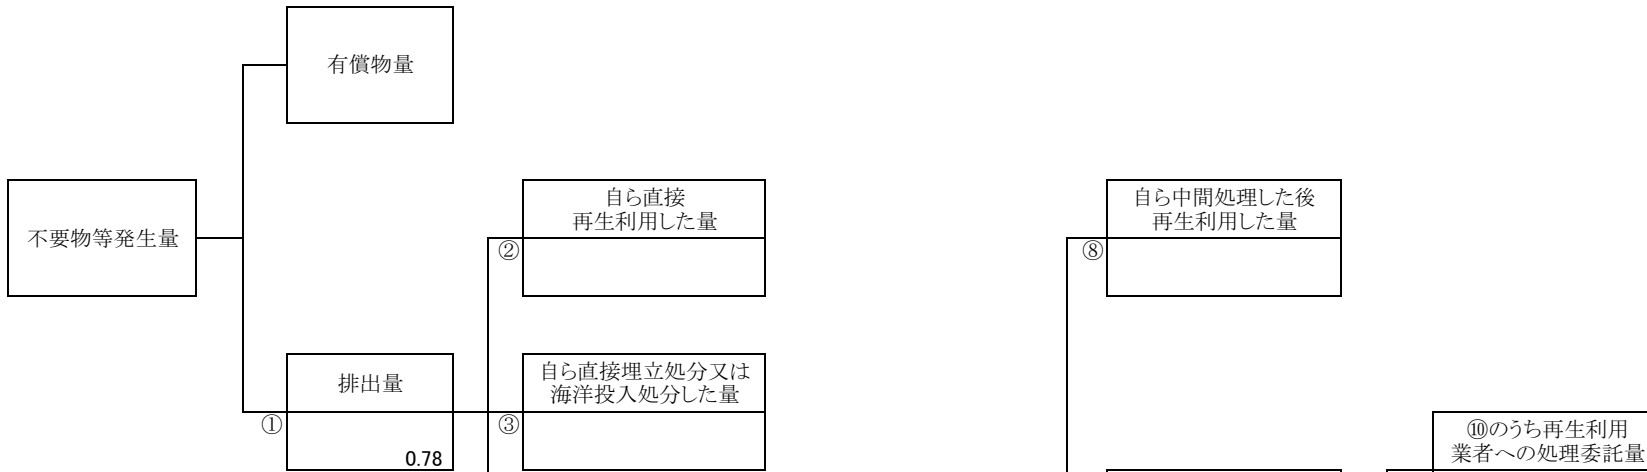 有償物量
不要物等発生量
自ら直接
再生利用した量
②
自ら中間処理した後
再生利用した量
⑧
排出量
①
0.78
自ら直接埋立処分又は
海洋投入処分した量
③
⑩のうち再生利用
業者への処理委託量